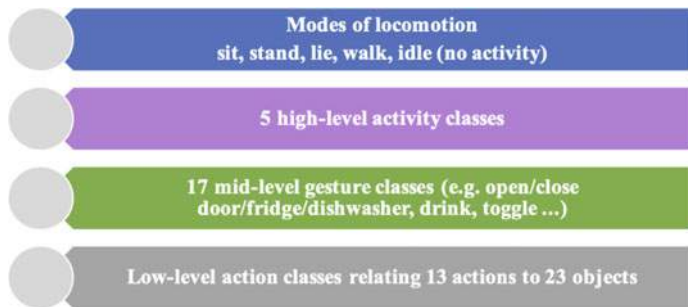 Modes of locomotion
sit, stand, lie, walk, idle (no activity)
5 high-level activity classes
17 mid-level gesture classes (e.g. open/close
door/fridge/dishwasher, drink, toggle ...)
Low-level action classes relating 13 actions to 23 objects